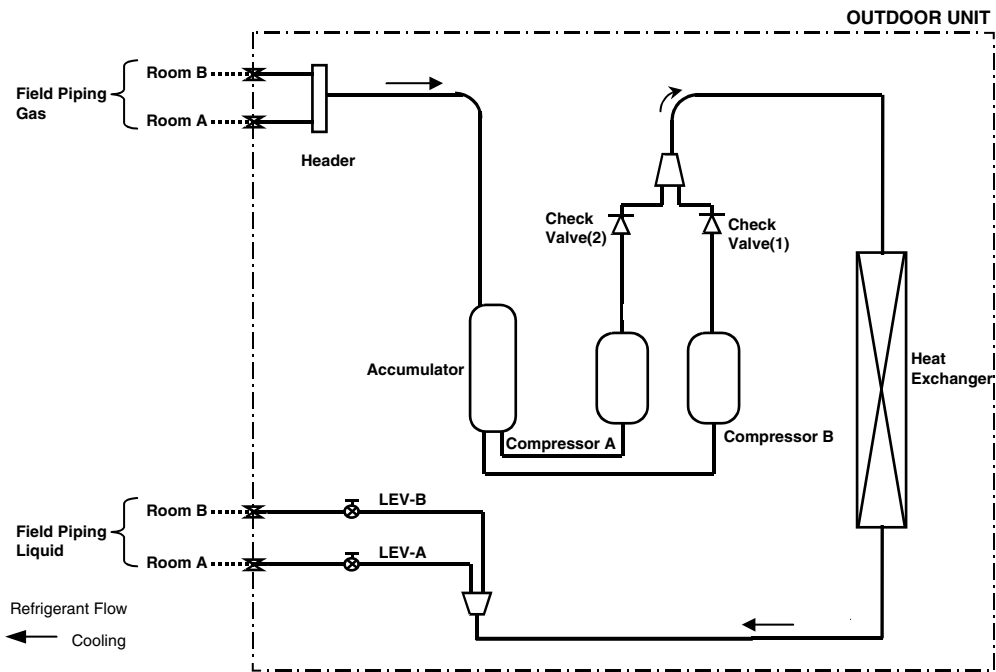 OUTDOOR UNIT
Room B
Field Piping
Gas
Room A
Header
Check
Valve(2)
Check
Valve(1)
Accumulator
Heat
Exchanger
Compressor A
Compressor B
Room B
LEV-B
Field Piping
Liquid
Room A
LEV-A
Refrigerant Flow
Cooling